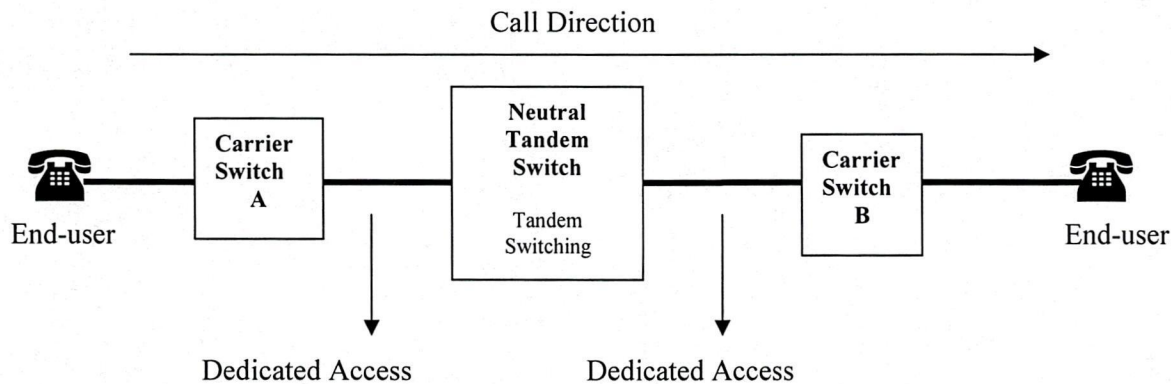 Call Direction
Neutral
Tandem
Switch
Tandem
Switching
Carrier
Switch
A
Carrier
Switch
B
End-user
End-user
Dedicated Access
Dedicated Access